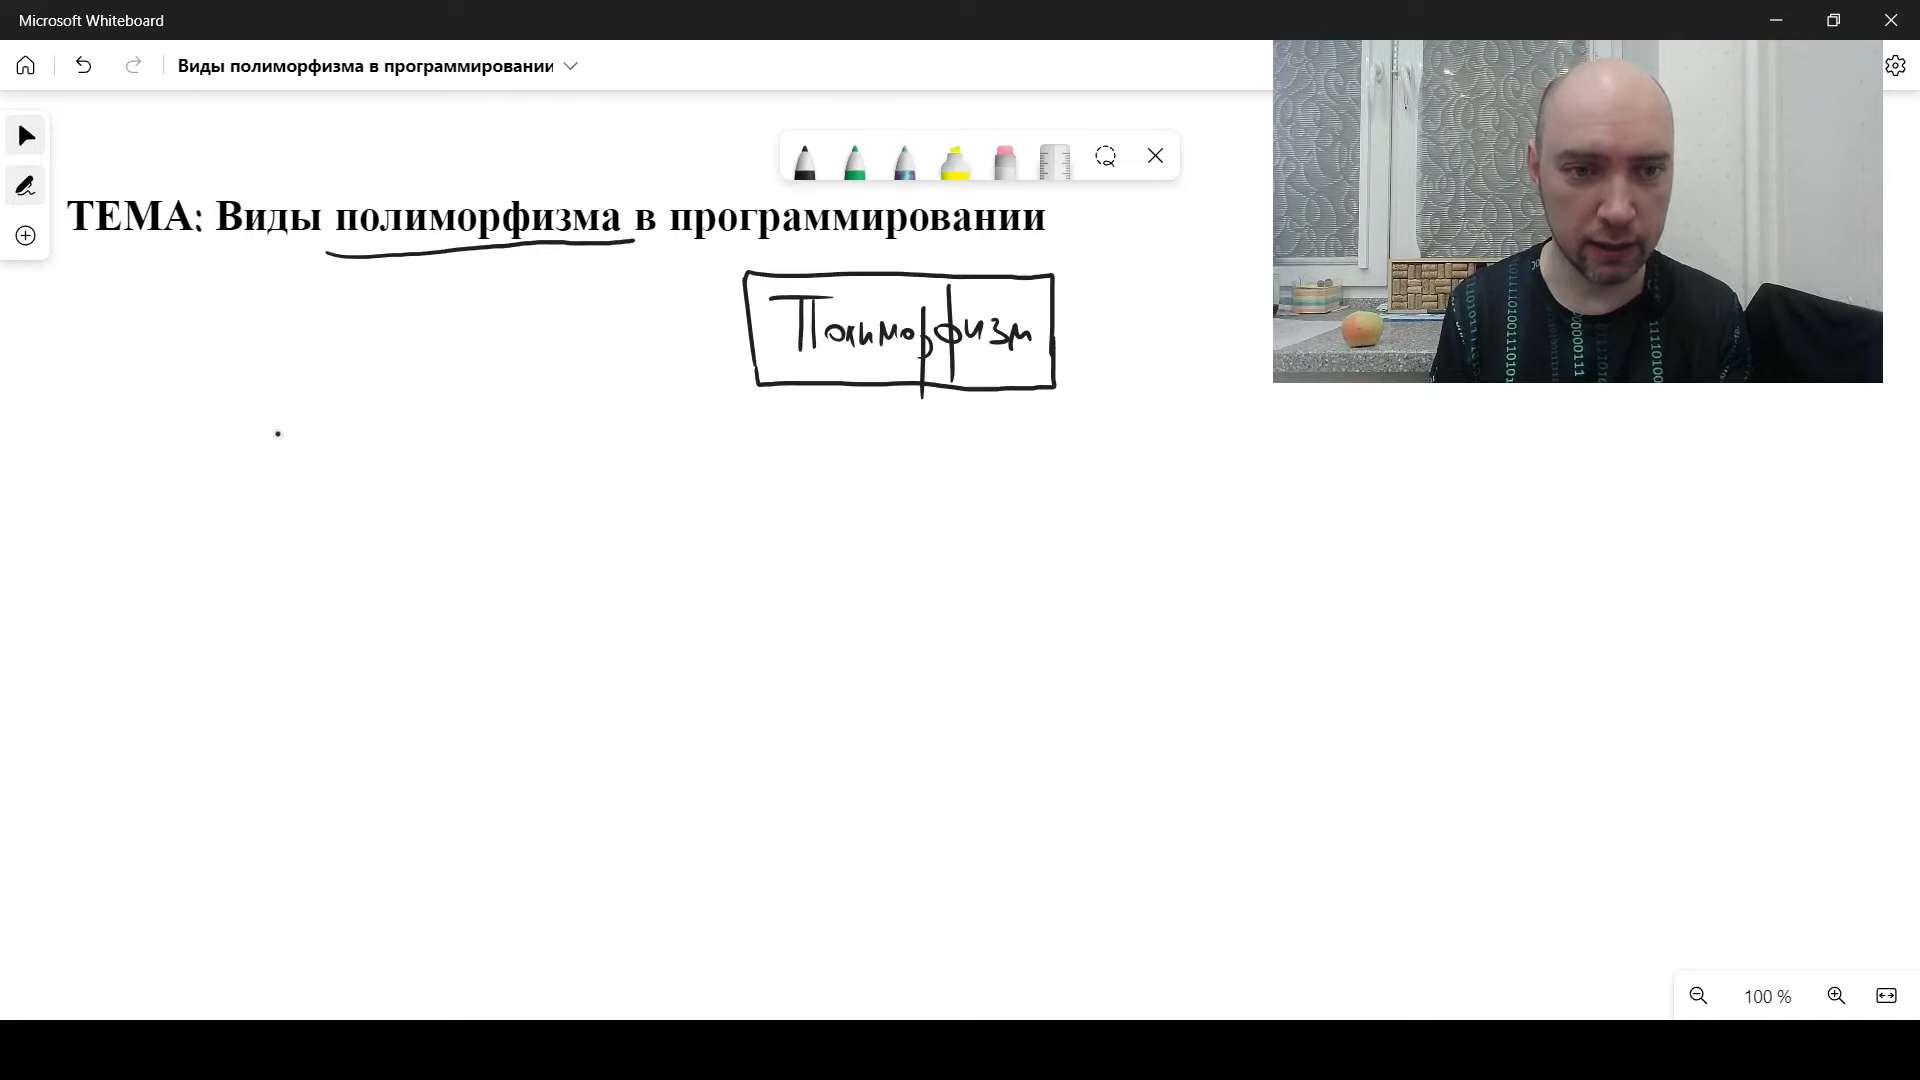 Microsoft Whiteboard
Виды полиморфизма в программировании
ТЕМА: Виды полиморфизма в программировании
Полиморфизм
100 %